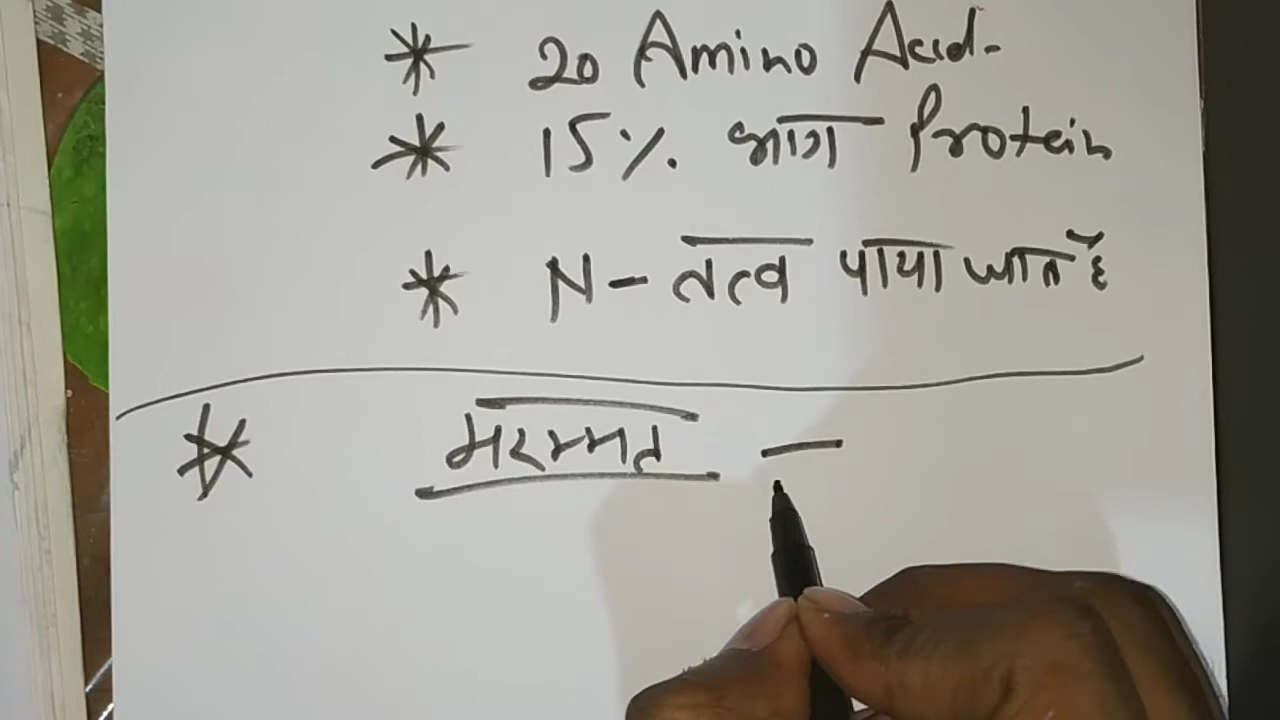 * 20 Amino Acid-
* 15% भाग Protein
* N - तत्व पाया जाते है
* मरम्मत -